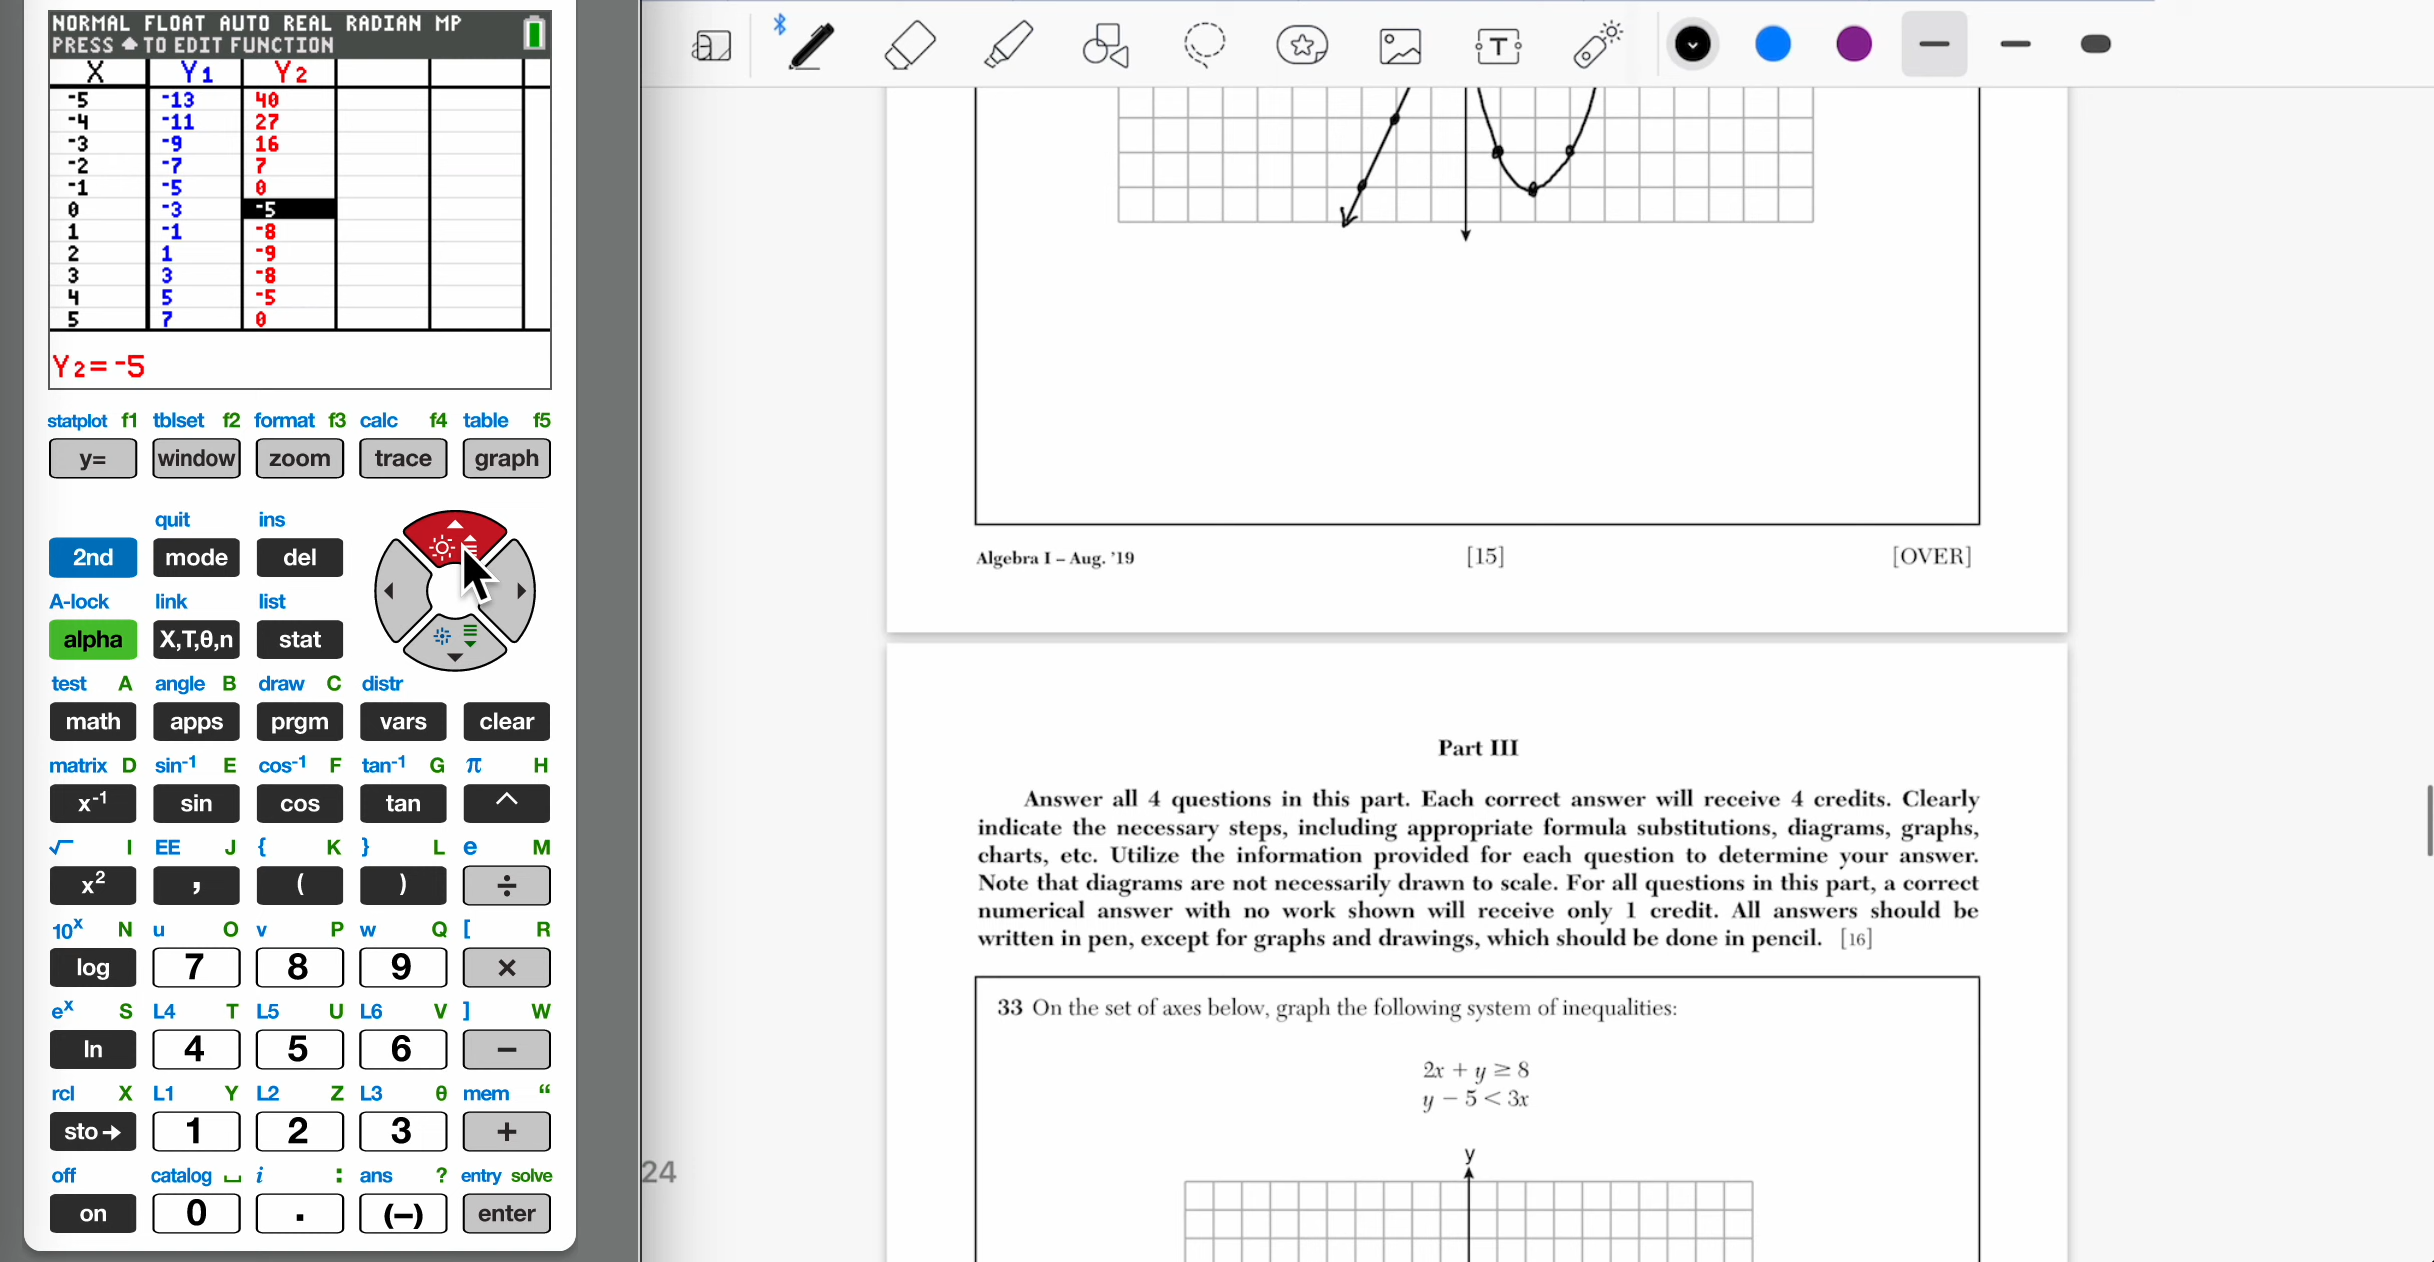 NORMAL FLOAT AUTO REAL RADIAN MP
PRESS TO EDIT FUNCTION
X Y1 Y2
-5 -13 40
-4 -11 27
-3 -9 16
-2 -7 7
-1 -5 0
0 -3 -5
1 -1 -8
2 1 -9
3 3 -8
4 5 -5
5 7 0
Y2=-5
statplot f1 tblset f2 format f3 calc f4 table f5
y= window zoom trace graph
quit ins
2nd mode del
A-lock link list
alpha X,T,θ,n stat
test A angle B draw C distr
math apps prgm vars clear
matrix D sin-1 E cos-1 F tan-1 G π H
x-1 sin cos tan ^
√ I EE J { K } L e M
x2 , ( ) ÷
10x N u O v P w Q [ R
log 7 8 9 ×
ex S L4 T L5 U L6 V ] W
ln 4 5 6 −
rcl X L1 Y L2 Z L3 θ mem “
sto→ 1 2 3 +
off catalog ⎵ i : ans ? entry solve
on 0 . (−) enter
T
Algebra I – Aug. ’19 [15] [OVER]
Part III
Answer all 4 questions in this part. Each correct answer will receive 4 credits. Clearly
indicate the necessary steps, including appropriate formula substitutions, diagrams, graphs,
charts, etc. Utilize the information provided for each question to determine your answer.
Note that diagrams are not necessarily drawn to scale. For all questions in this part, a correct
numerical answer with no work shown will receive only 1 credit. All answers should be
written in pen, except for graphs and drawings, which should be done in pencil. [16]
33 On the set of axes below, graph the following system of inequalities:
2x + y ≥ 8
y − 5 < 3x
y
24